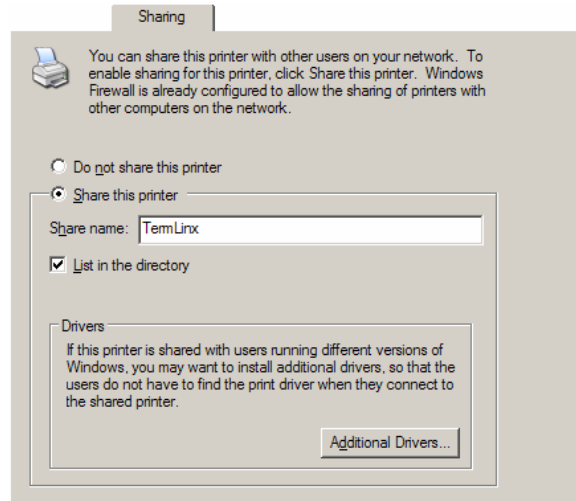 Sharing
You can share this printer with other users on your network. To
enable sharing for this printer, click Share this printer. Windows
Firewall is already configured to allow the sharing of printers with
other computers on the network.
Do not share this printer
Share this printer
Share name: TermLinx
List in the directory
Drivers
If this printer is shared with users running different versions of
Windows, you may want to install additional drivers, so that the
users do not have to find the print driver when they connect to
the shared printer.
Additional Drivers...